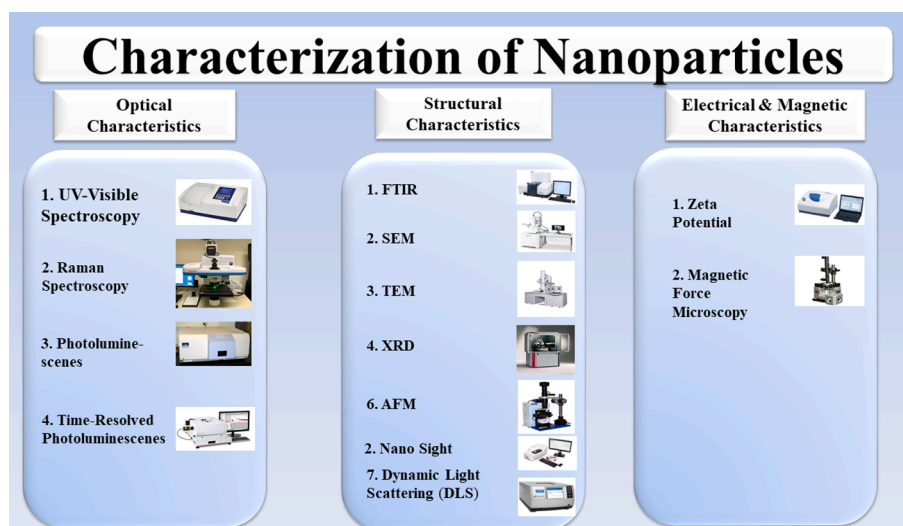 Characterization of Nanoparticles
Optical
Characteristics
1. UV-Visible
Spectroscopy
2. Raman
Spectroscopy
3. Photolumine-
scenes
4. Time-Resolved
Photoluminescenes
Structural
Characteristics
1. FTIR
2. SEM
3. TEM
4. XRD
6. AFM
2. Nano Sight
7. Dynamic Light
Scattering (DLS)
Electrical & Magnetic
Characteristics
1. Zeta
Potential
2. Magnetic
Force
Microscopy